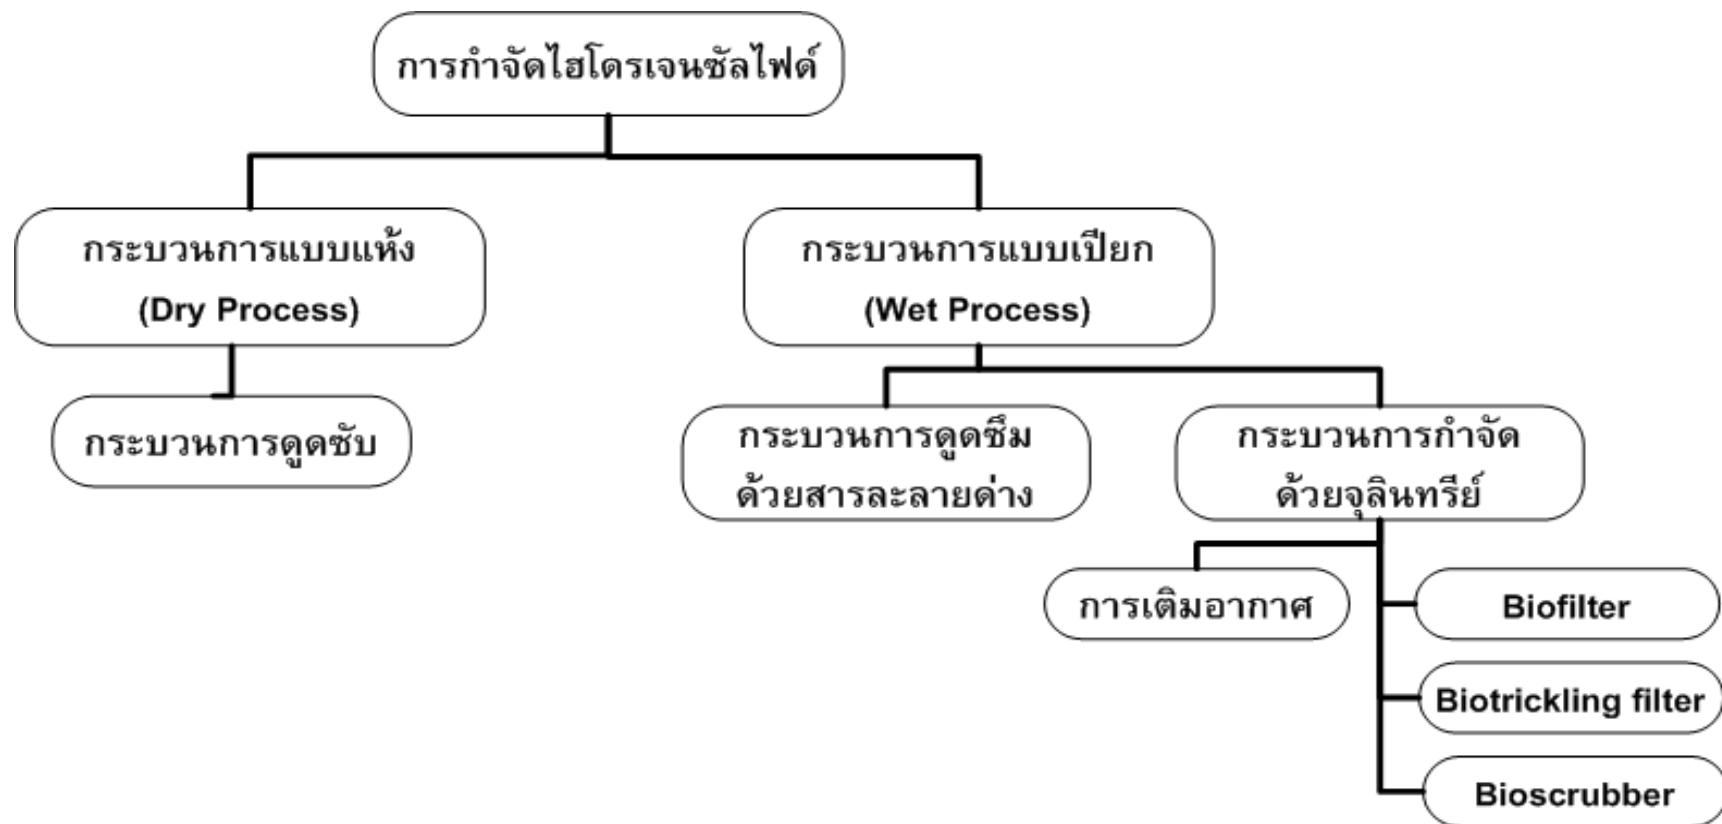 การกำจัดไฮโดรเจนซัลไฟด์
กระบวนการแบบแห้ง
(Dry Process)
กระบวนการแบบเปียก
(Wet Process)
กระบวนการดูดซับ
กระบวนการดูดซึม
ด้วยสารละลายด่าง
กระบวนการกำจัด
ด้วยจุลินทรีย์
การเติมอากาศ
Biofilter
Biotrickling filter
Bioscrubber